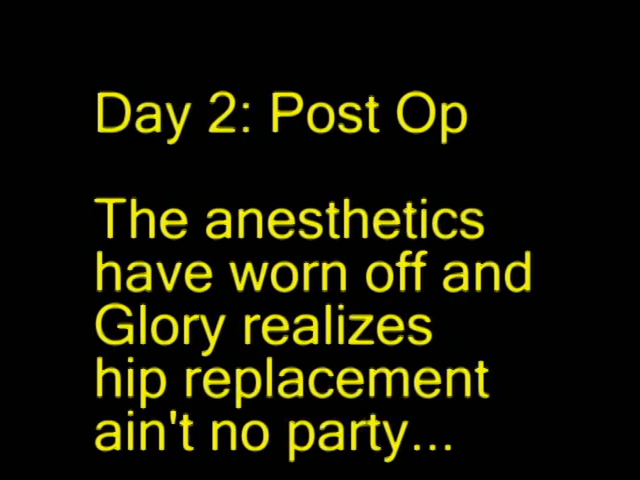 Day 2: Post Op
The anesthetics
have worn off and
Glory realizes
hip replacement
ain't no party...